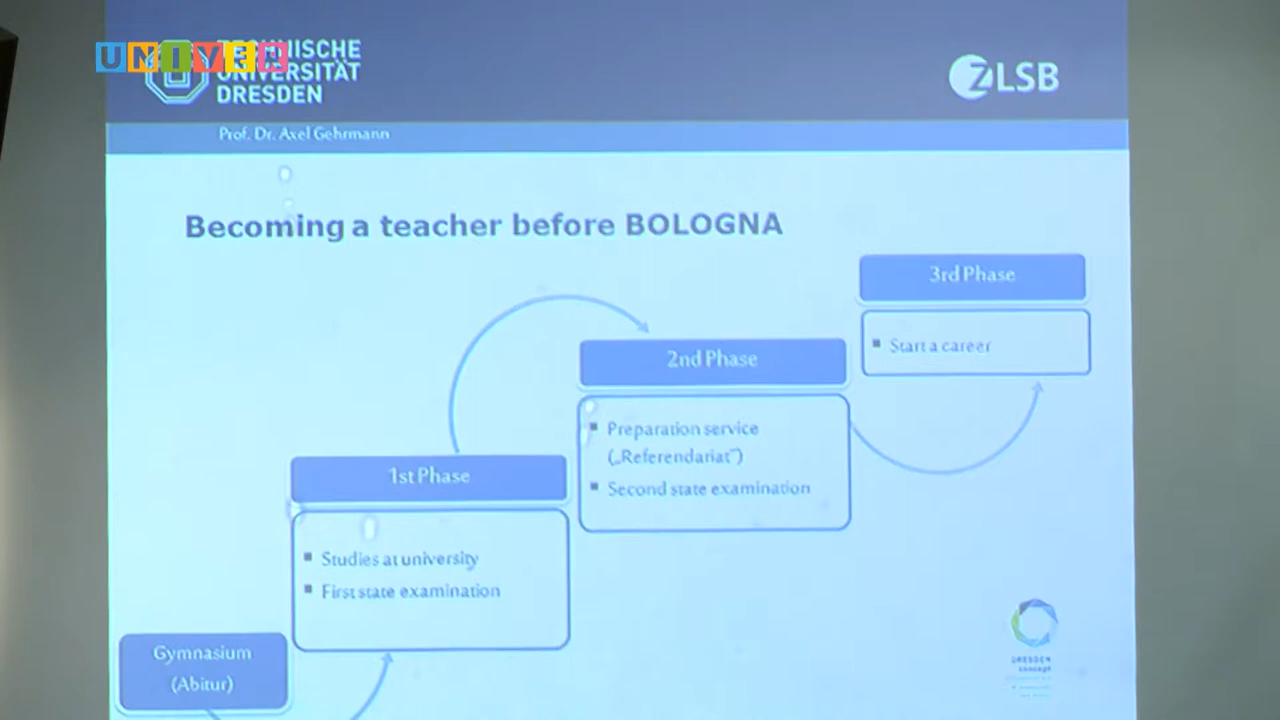 UNIVER
TECHNISCHE
UNIVERSITÄT
DRESDEN
ZLSB
Prof. Dr. Axel Gehrmann
Becoming a teacher before BOLOGNA
3rd Phase
▪ Start a career
2nd Phase
▪ Preparation service
(„Referendariat“)
▪ Second state examination
1st Phase
▪ Studies at university
▪ First state examination
Gymnasium
(Abitur)
DRESDEN
concept